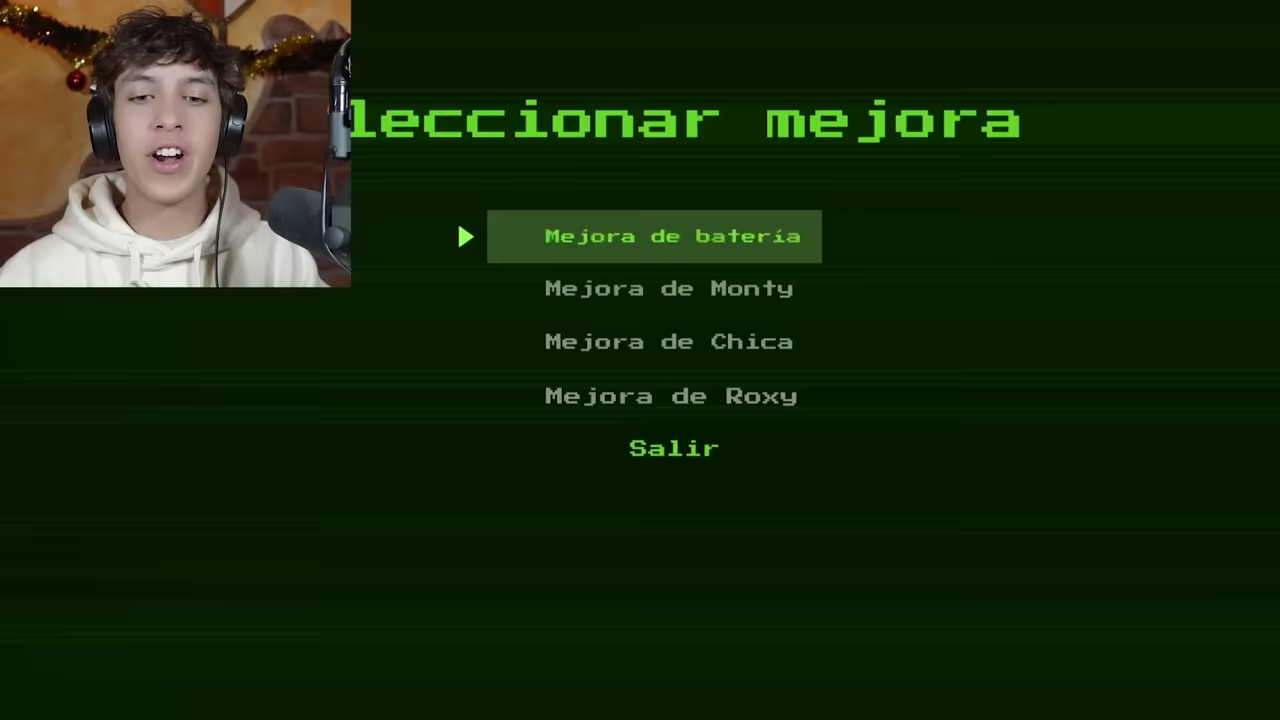 leccionar mejora
Mejora de batería
Mejora de Monty
Mejora de Chica
Mejora de Roxy
Salir